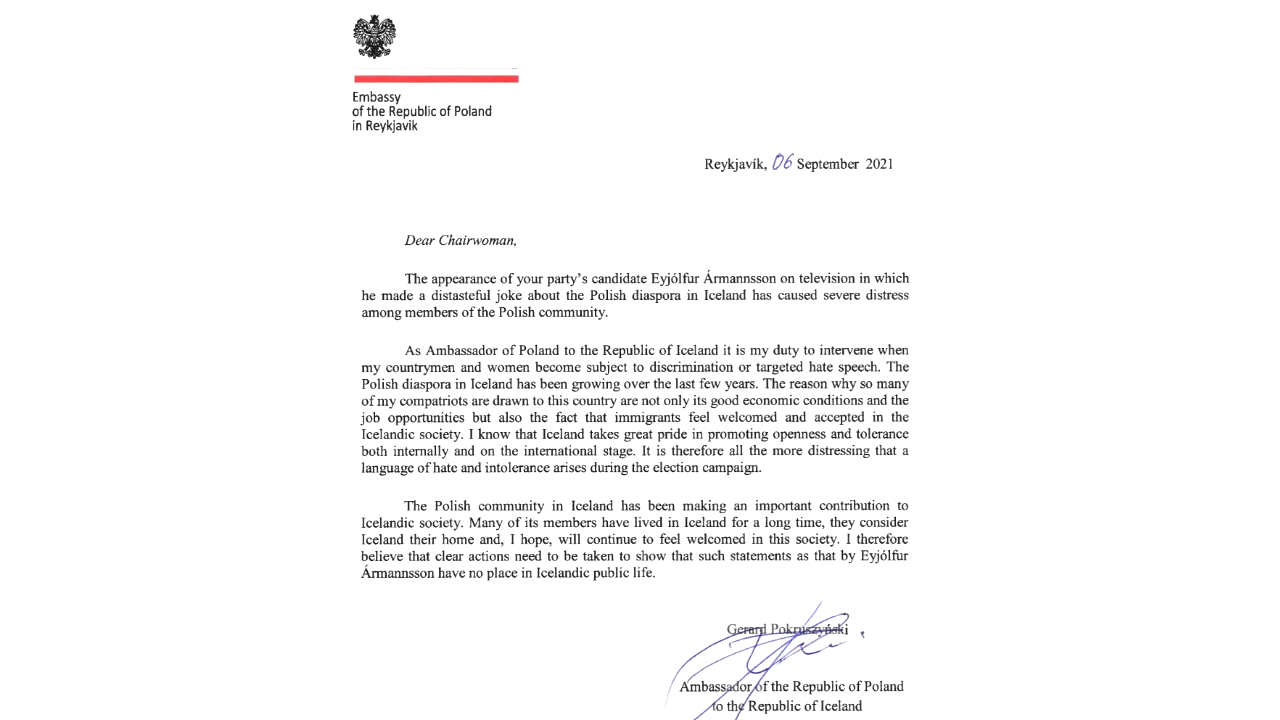 Embassy
of the Republic of Poland
in Reykjavik
Reykjavík, 06 September 2021
Dear Chairwoman,
The appearance of your party's candidate Eyjólfur Ármannsson on television in which
he made a distasteful joke about the Polish diaspora in Iceland has caused severe distress
among members of the Polish community.
As Ambassador of Poland to the Republic of Iceland it is my duty to intervene when
my countrymen and women become subject to discrimination or targeted hate speech. The
Polish diaspora in Iceland has been growing over the last few years. The reason why so many
of my compatriots are drawn to this country are not only its good economic conditions and the
job opportunities but also the fact that immigrants feel welcomed and accepted in the
Icelandic society. I know that Iceland takes great pride in promoting openness and tolerance
both internally and on the international stage. It is therefore all the more distressing that a
language of hate and intolerance arises during the election campaign.
The Polish community in Iceland has been making an important contribution to
Icelandic society. Many of its members have lived in Iceland for a long time, they consider
Iceland their home and, I hope, will continue to feel welcomed in this society. I therefore
believe that clear actions need to be taken to show that such statements as that by Eyjólfur
Ármannsson have no place in Icelandic public life.
Gerard Pokruszyński
Ambassador of the Republic of Poland
to the Republic of Iceland